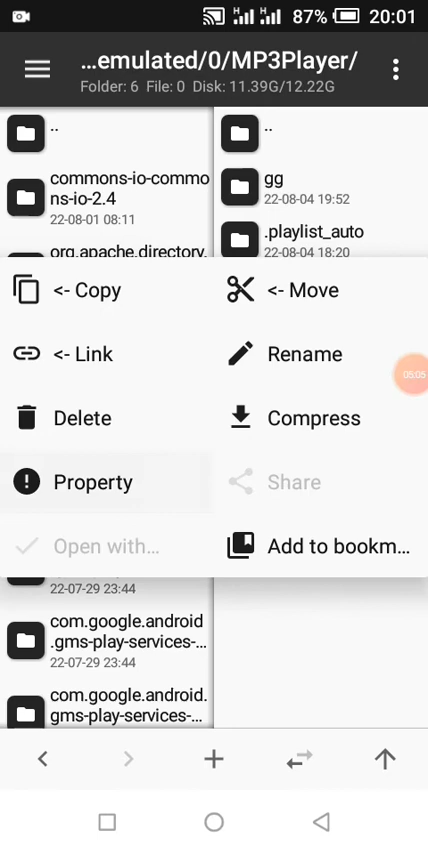 H H 87% 20:01
...emulated/0/MP3Player/
Folder: 6 File: 0 Disk: 11.39G/12.22G
..
commons-io-commo
ns-io-2.4
22-08-01 08:11
org.apache.directory.
..
gg
22-08-04 19:52
.playlist_auto
22-08-04 18:20
<- Copy
<- Move
<- Link
Rename
05:05
Delete
Compress
Property
Share
Open with...
Add to bookm...
22-07-29 23:44
com.google.android
.gms-play-services-...
22-07-29 23:44
com.google.android.
gms-play-services-...